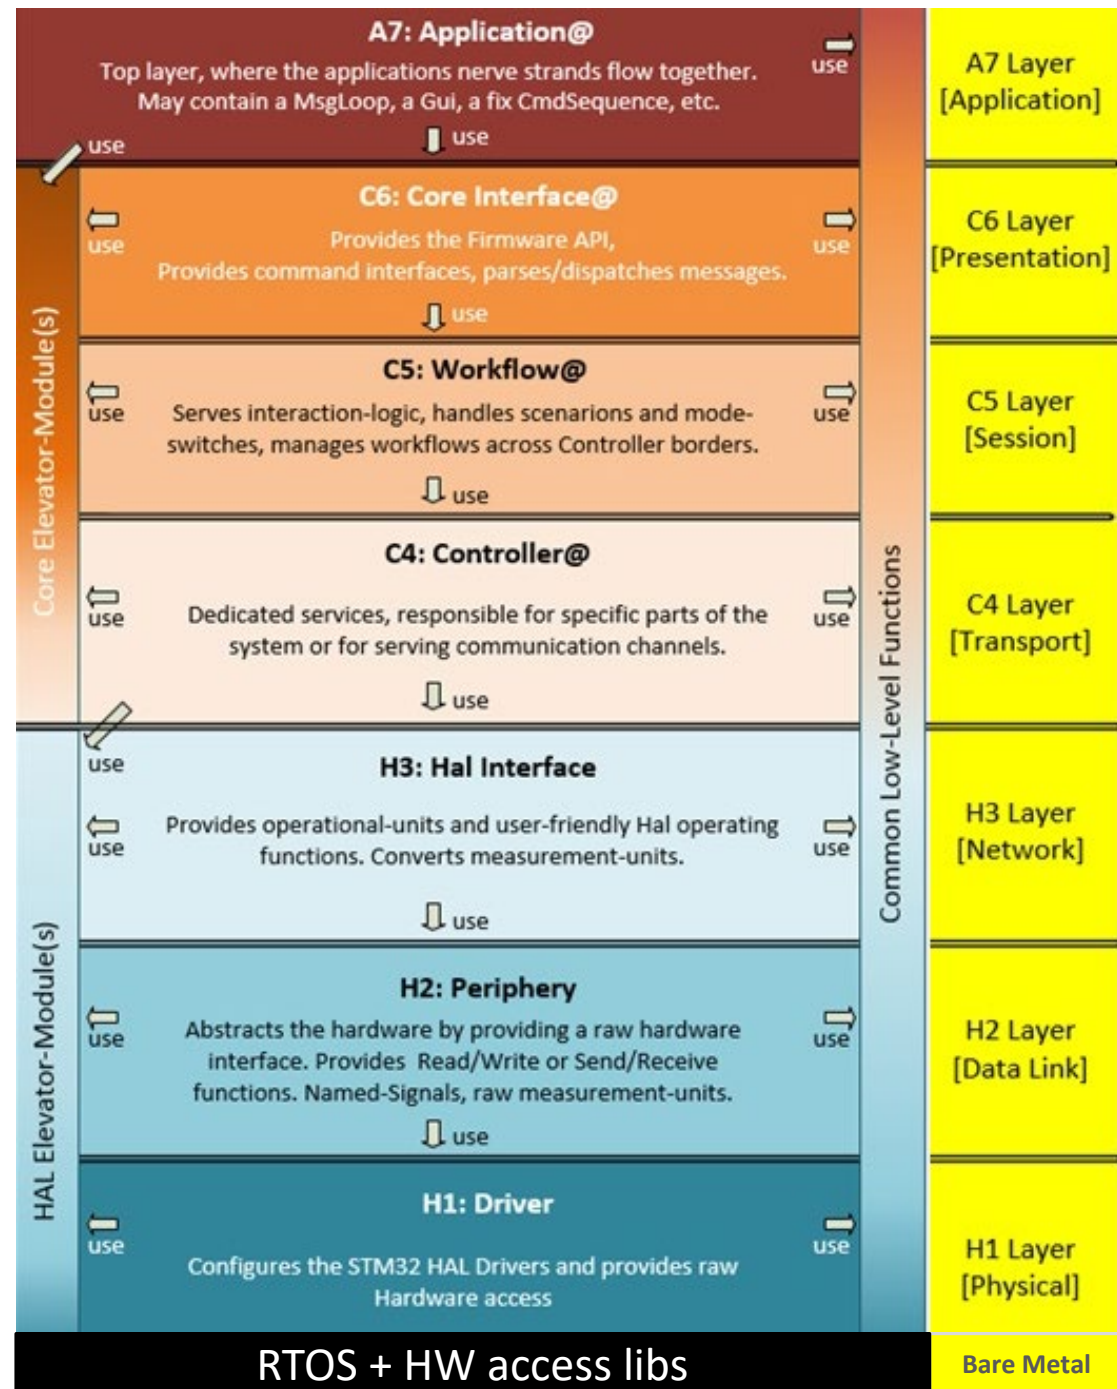 A7: Application@
Top layer, where the applications nerve strands flow together.
May contain a MsgLoop, a Gui, a fix CmdSequence, etc.
use
use
use
A7 Layer
[Application]
C6: Core Interface@
Provides the Firmware API,
Provides command interfaces, parses/dispatches messages.
use
use
use
C6 Layer
[Presentation]
C5: Workflow@
Serves interaction-logic, handles scenarions and mode-
switches, manages workflows across Controller borders.
use
use
use
C5 Layer
[Session]
C4: Controller@
Dedicated services, responsible for specific parts of the
system or for serving communication channels.
use
use
use
C4 Layer
[Transport]
Core Elevator-Module(s)
Common Low-Level Functions
use
H3: Hal Interface
Provides operational-units and user-friendly Hal operating
functions. Converts measurement-units.
use
use
use
H3 Layer
[Network]
H2: Periphery
Abstracts the hardware by providing a raw hardware
interface. Provides Read/Write or Send/Receive
functions. Named-Signals, raw measurement-units.
use
use
use
H2 Layer
[Data Link]
HAL Elevator-Module(s)
H1: Driver
Configures the STM32 HAL Drivers and provides raw
Hardware access
use
use
H1 Layer
[Physical]
RTOS + HW access libs
Bare Metal